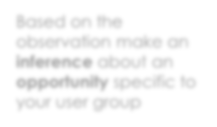 Based on the
observation make an
inference about an
opportunity specific to
your user group